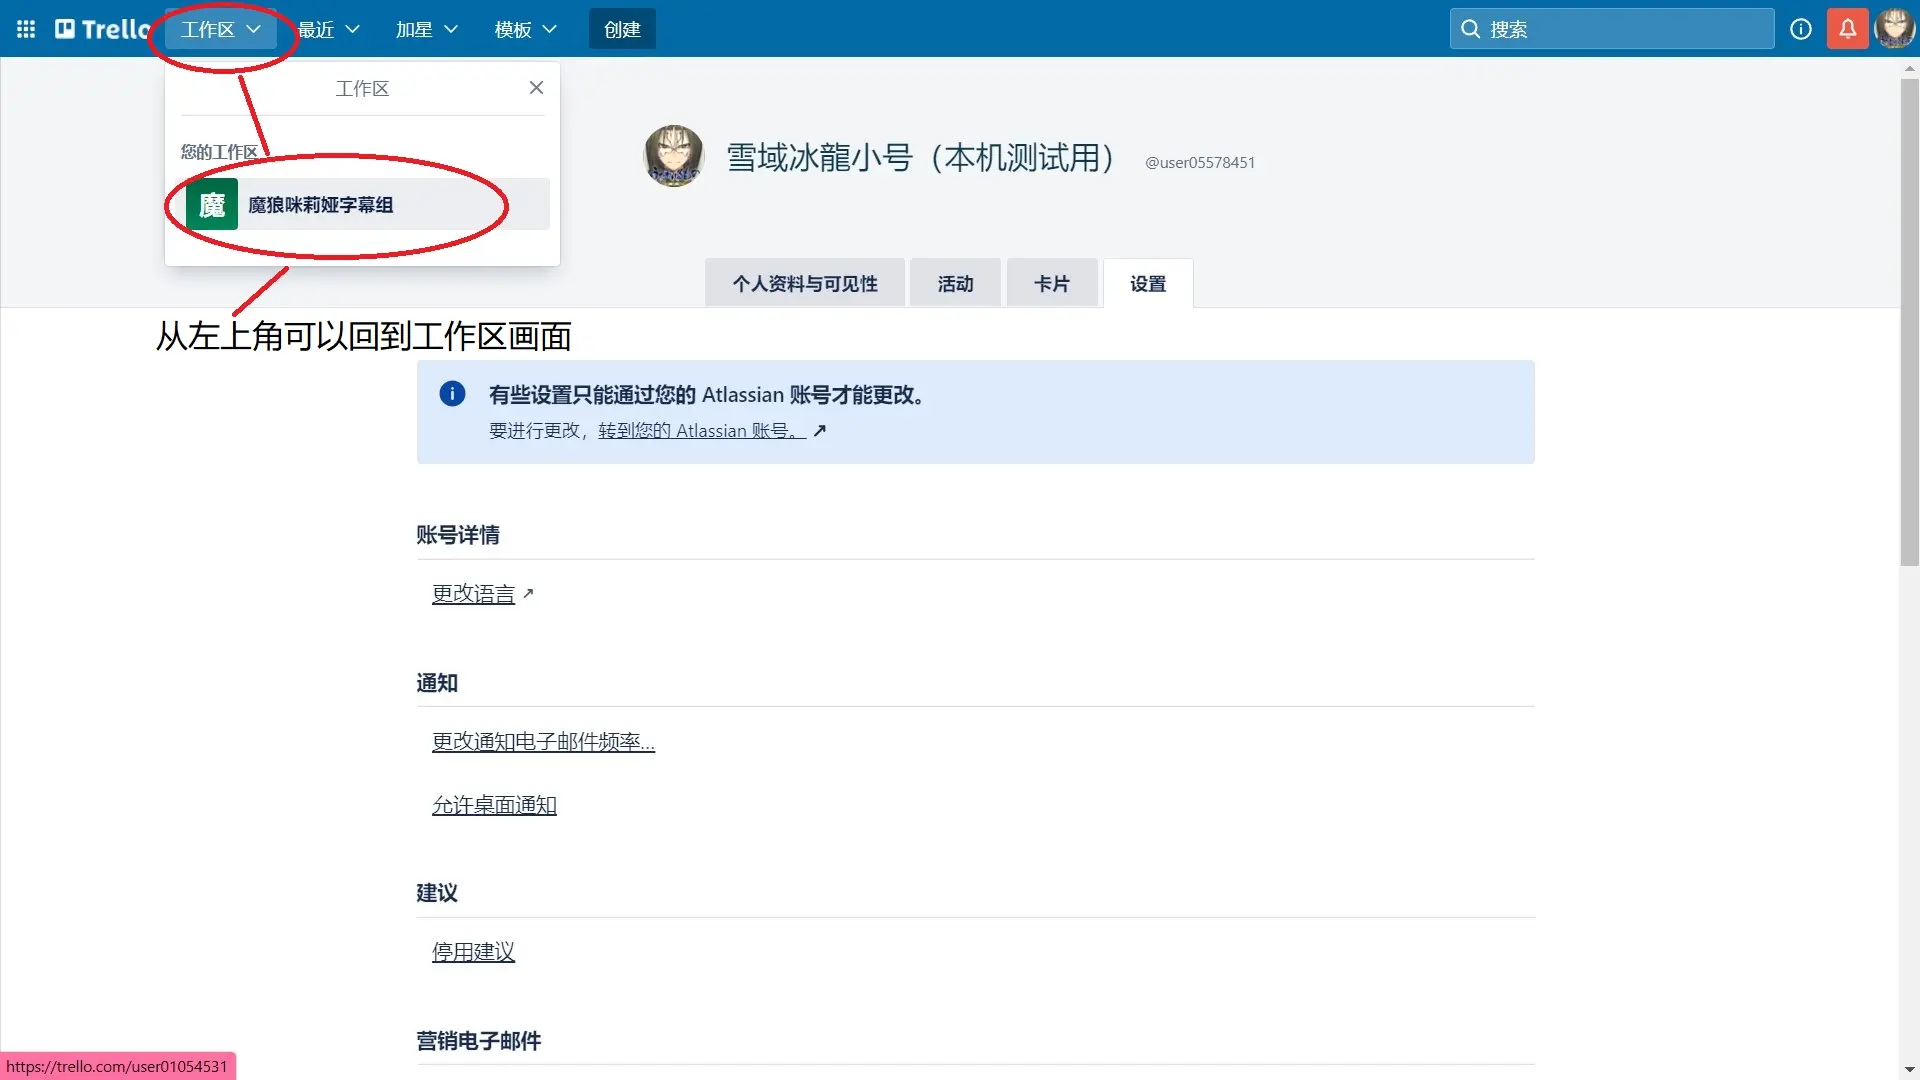 Trello
工作区
最近
加星
模板
创建
搜索
工作区
您的工作区
魔
魔狼咪莉娅字幕组
雪域冰龍小号（本机测试用）
@user05578451
个人资料与可见性
活动
卡片
设置
从左上角可以回到工作区画面
有些设置只能通过您的 Atlassian 账号才能更改。
要进行更改，转到您的 Atlassian 账号。
账号详情
更改语言
通知
更改通知电子邮件频率...
允许桌面通知
建议
停用建议
营销电子邮件
https://trello.com/user01054531